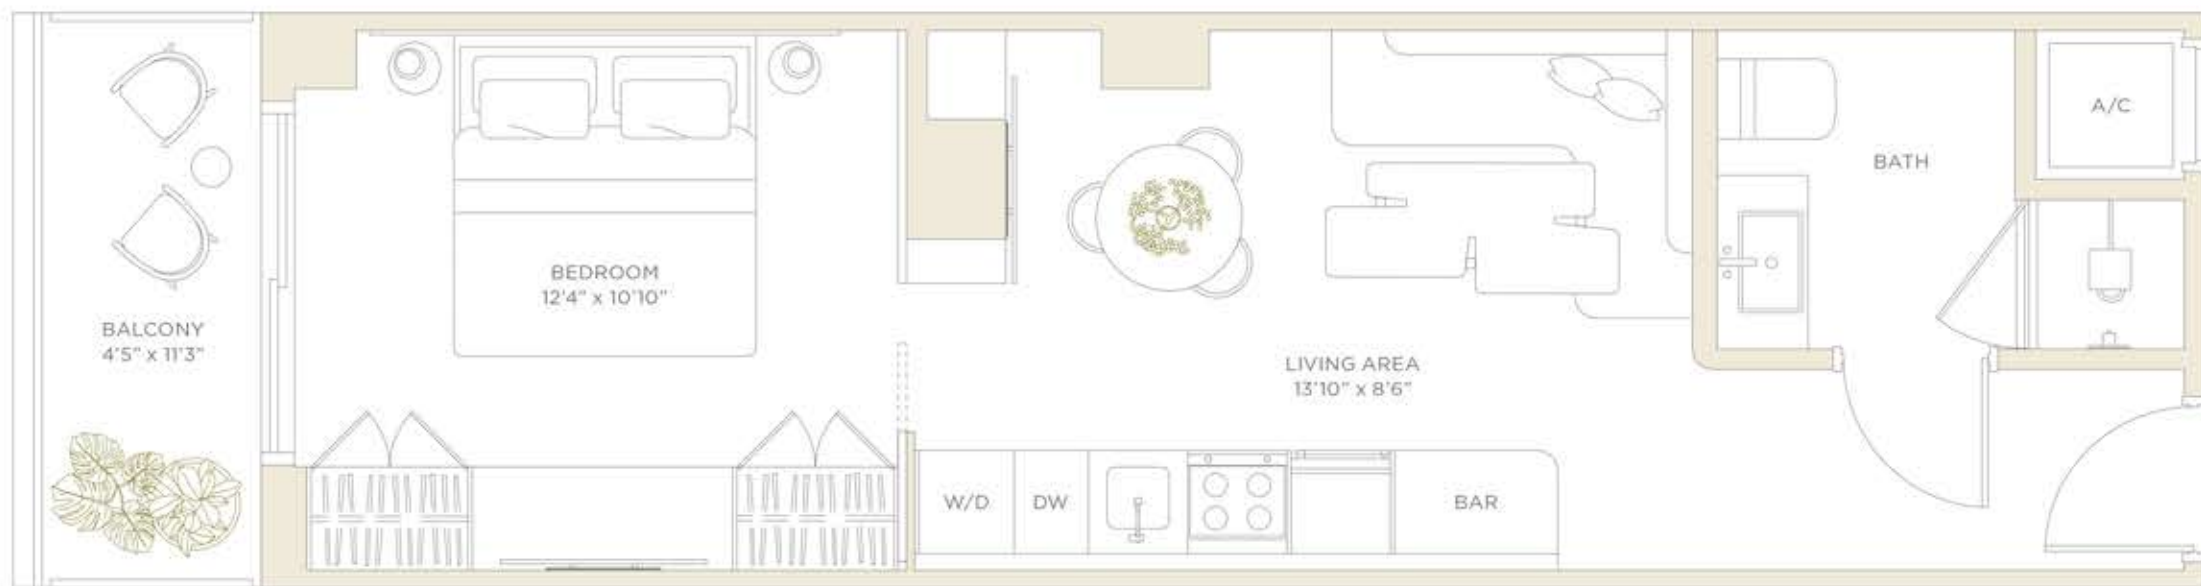 A/C
BATH
BEDROOM
12'4" x 10'10"
BALCONY
4'5" x 11'3"
LIVING AREA
13'10" x 8'6"
W/D
DW
BAR